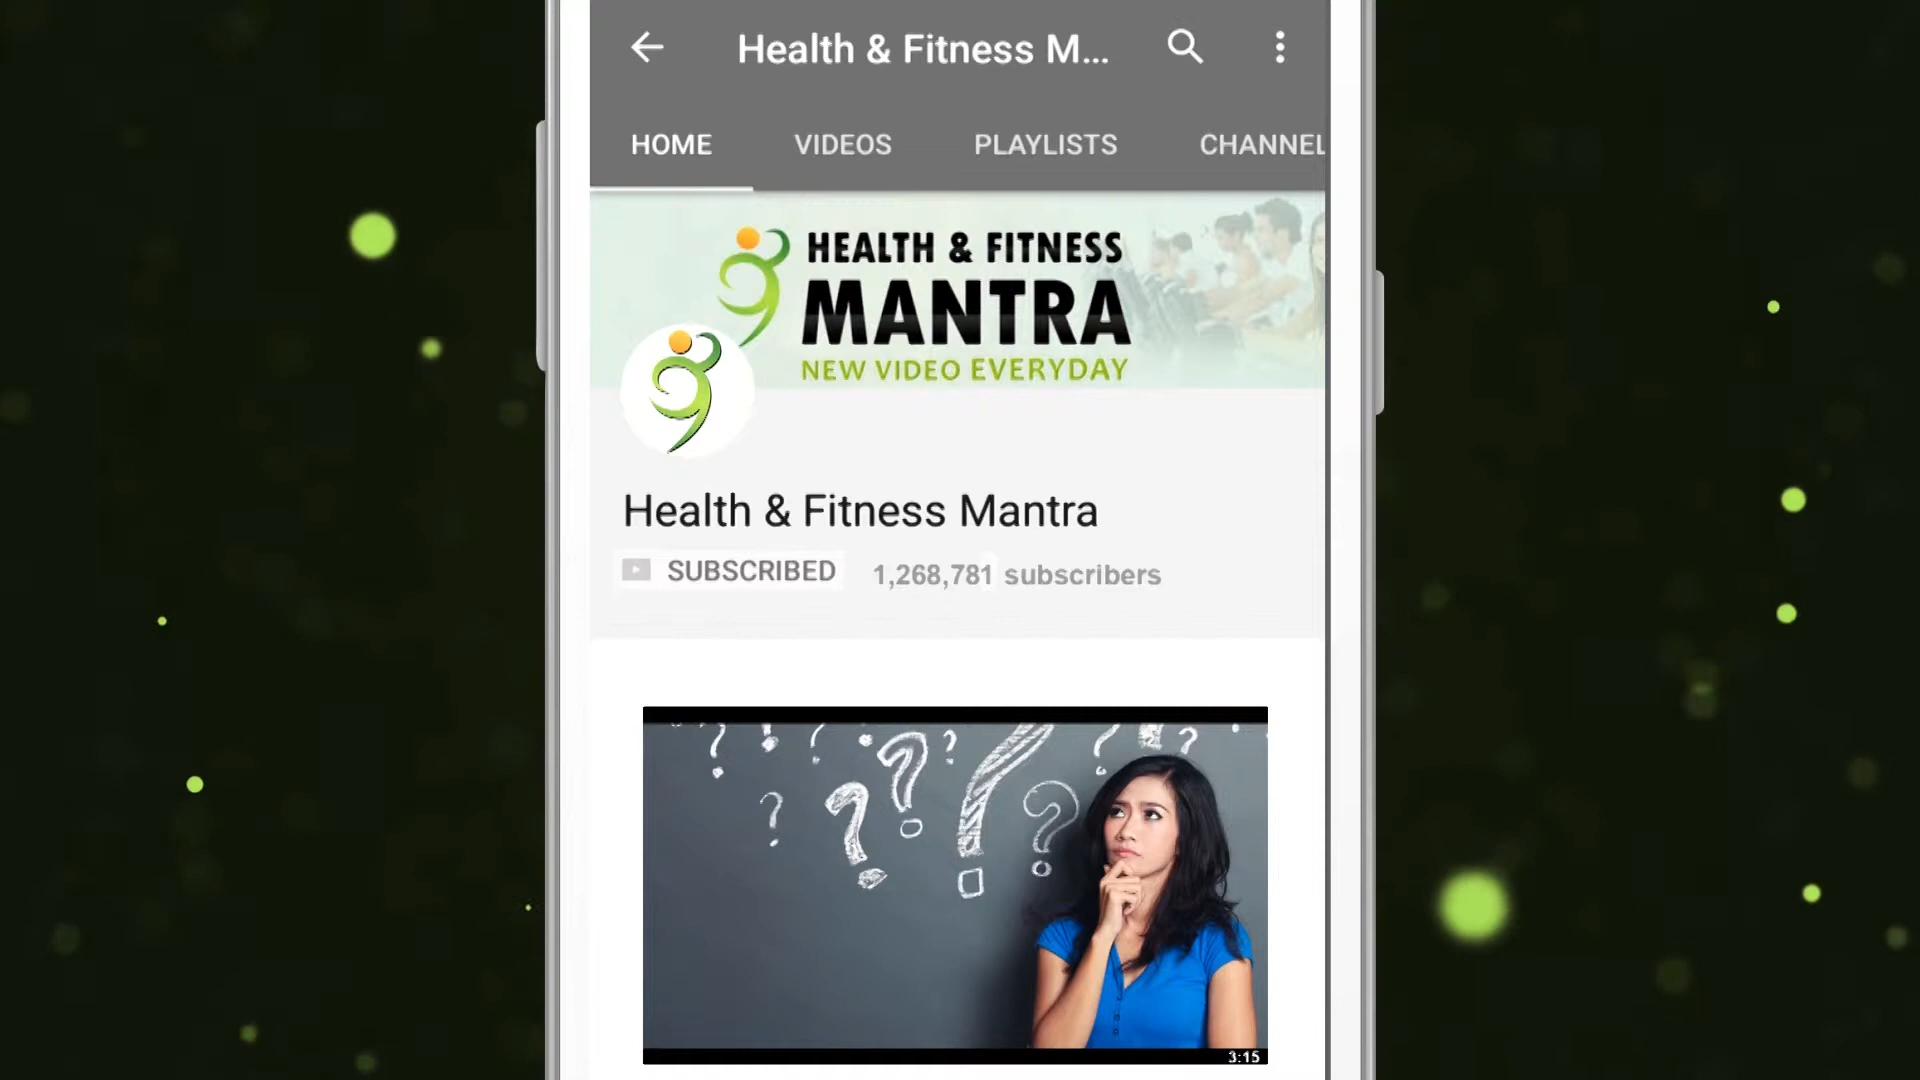 Health & Fitness M...
HOME VIDEOS PLAYLISTS CHANNEL
HEALTH & FITNESS
MANTRA
NEW VIDEO EVERYDAY
Health & Fitness Mantra
SUBSCRIBED 1,268,781 subscribers
3:15